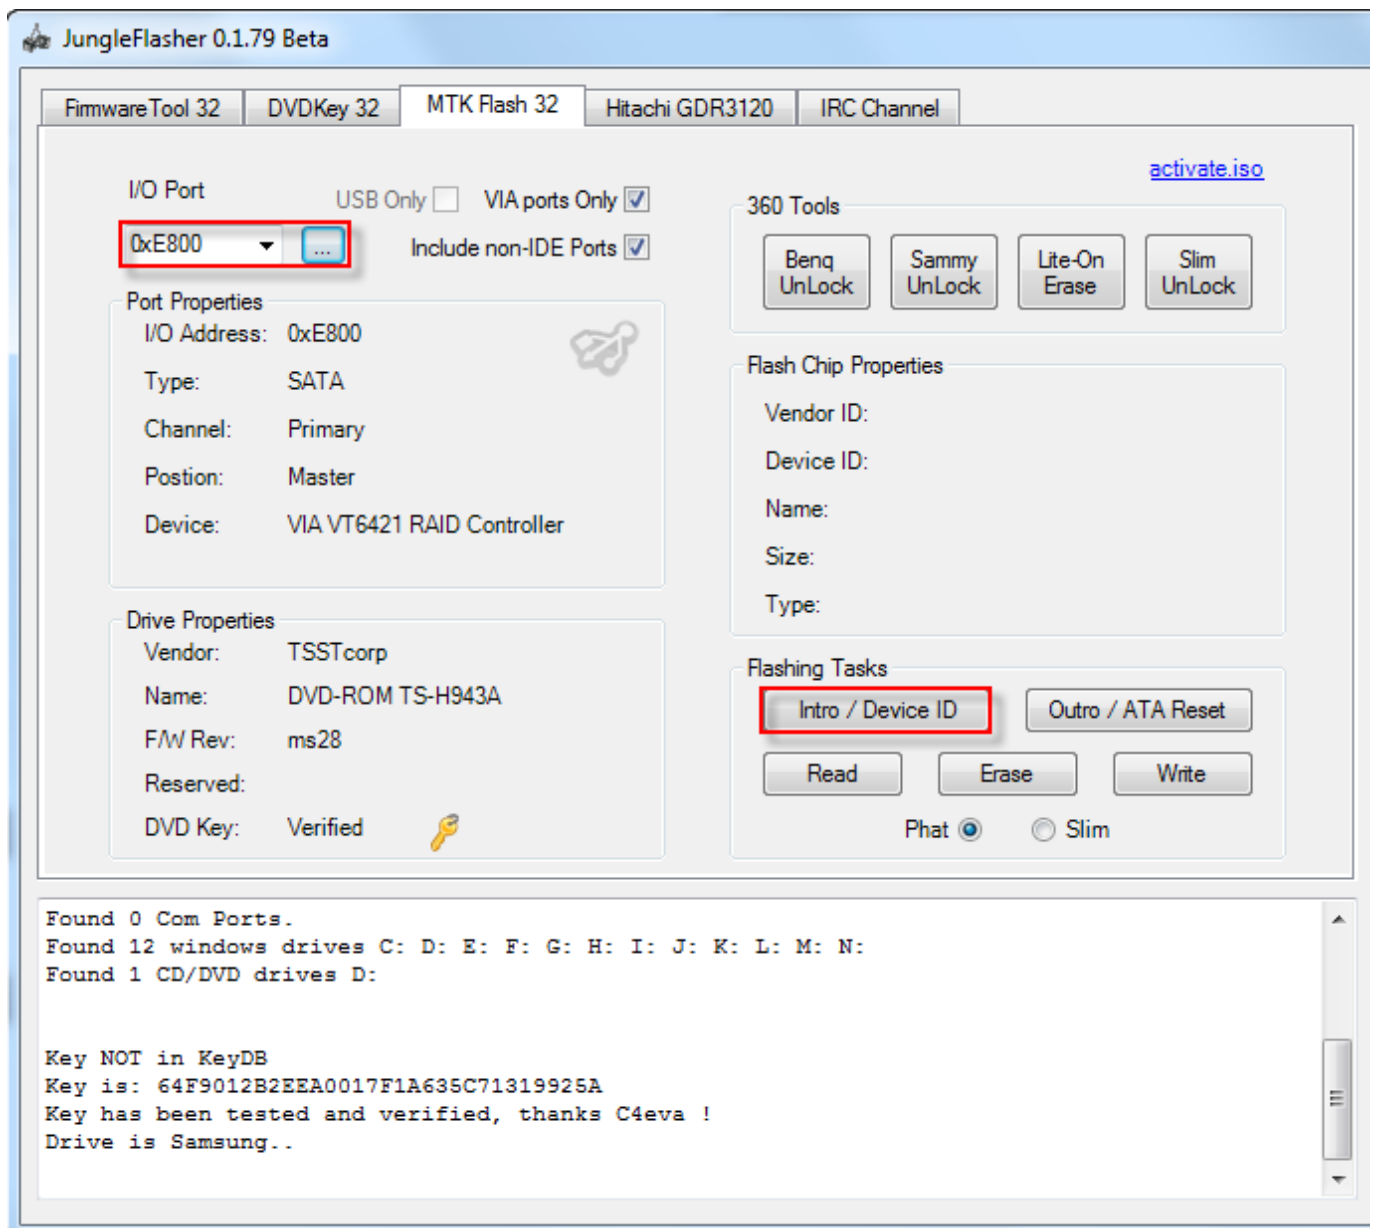 JungleFlasher 0.1.79 Beta
FirmwareTool 32
DVDKey 32
MTK Flash 32
Hitachi GDR3120
IRC Channel
activate.iso
I/O Port
USB Only
VIA ports Only
0xE800
...
Include non-IDE Ports
Port Properties
I/O Address: 0xE800
Type: SATA
Channel: Primary
Postion: Master
Device: VIA VT6421 RAID Controller
Drive Properties
Vendor: TSSTcorp
Name: DVD-ROM TS-H943A
F/W Rev: ms28
Reserved:
DVD Key: Verified
360 Tools
Benq
UnLock
Sammy
UnLock
Lite-On
Erase
Slim
UnLock
Flash Chip Properties
Vendor ID:
Device ID:
Name:
Size:
Type:
Flashing Tasks
Intro / Device ID
Outro / ATA Reset
Read
Erase
Write
Phat
Slim
Found 0 Com Ports.
Found 12 windows drives C: D: E: F: G: H: I: J: K: L: M: N:
Found 1 CD/DVD drives D:
Key NOT in KeyDB
Key is: 64F9012B2EEA0017F1A635C71319925A
Key has been tested and verified, thanks C4eva !
Drive is Samsung..